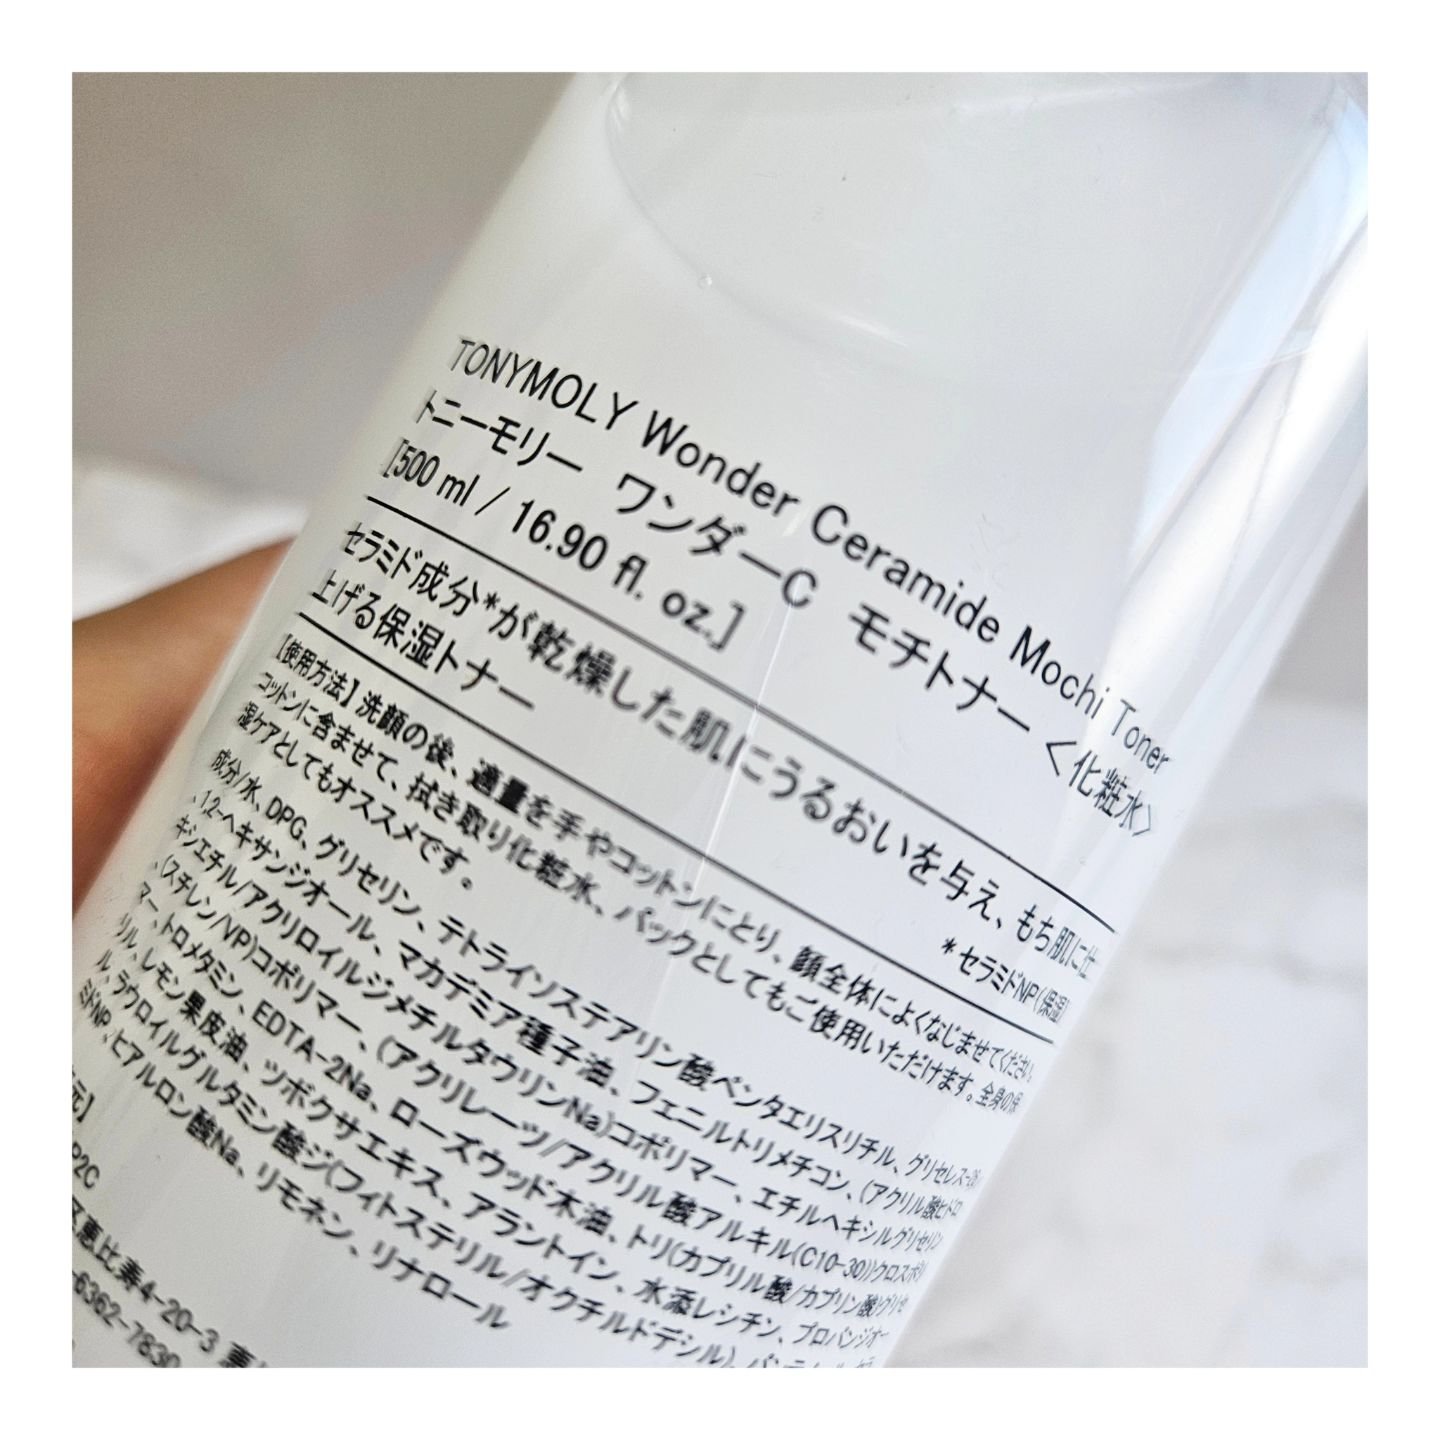 TONYMOLY Wonder Ceramide Mochi Toner
トニーモリー ワンダーC モチトナー <化粧水>
[500 ml / 16.90 fl. oz.]
セラミド成分*が乾燥した肌にうるおいを与え、もち肌に仕
上げる保湿トナー
*セラミドNP(保湿)
【使用方法】洗顔の後、適量を手やコットンにとり、顔全体によくなじませてください。
コットンに含ませて、拭き取り化粧水、パックとしてもご使用いただけます。全身の保
湿ケアとしてもオススメです。
成分/水、DPG、グリセリン、テトライソステアリン酸ペンタエリスリチル、グリセレス-26
、1,2-ヘキサンジオール、マカデミア種子油、フェニルトリメチコン、(アクリル酸ヒドロ
キシエチル/アクリロイルジメチルタウリンNa)コポリマー、エチルヘキシルグリセリン
、(スチレン/VP)コポリマー、(アクリレーツ/アクリル酸アルキル(C10-30))クロスポリ
マー、トロメタミン、EDTA-2Na、ローズウッド木油、トリ(カプリル酸/カプリン酸)グリセ
リル、レモン果皮油、ツボクサエキス、アラントイン、水添レシチン、プロパンジオー
ル、ラウロイルグルタミン酸ジ(フィトステリル/オクチルドデシル)、
ミドNP、ヒアルロン酸Na、リモネン、リナロール
元】
P2C
区恵比寿4-20-3
-6362-7830